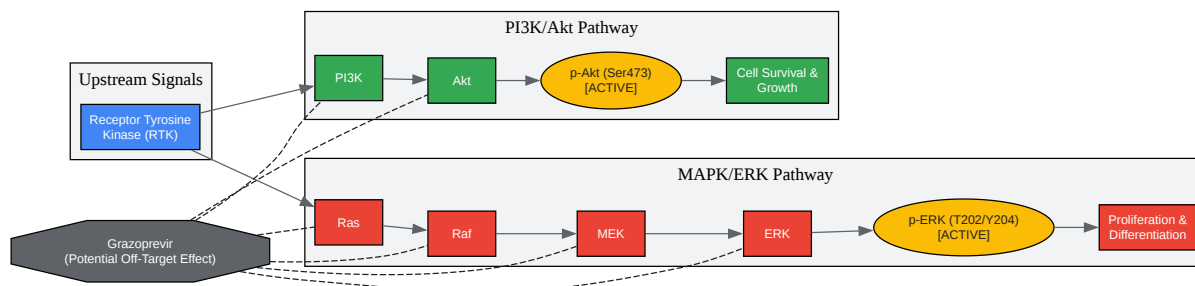 PI3K/Akt Pathway
Upstream Signals
Receptor Tyrosine
Kinase (RTK)
PI3K
Akt
p-Akt (Ser473)
[ACTIVE]
Cell Survival &
Growth
MAPK/ERK Pathway
Ras
Raf
MEK
ERK
p-ERK (T202/Y204)
[ACTIVE]
Proliferation &
Differentiation
Grazoprevir
(Potential Off-Target Effect)